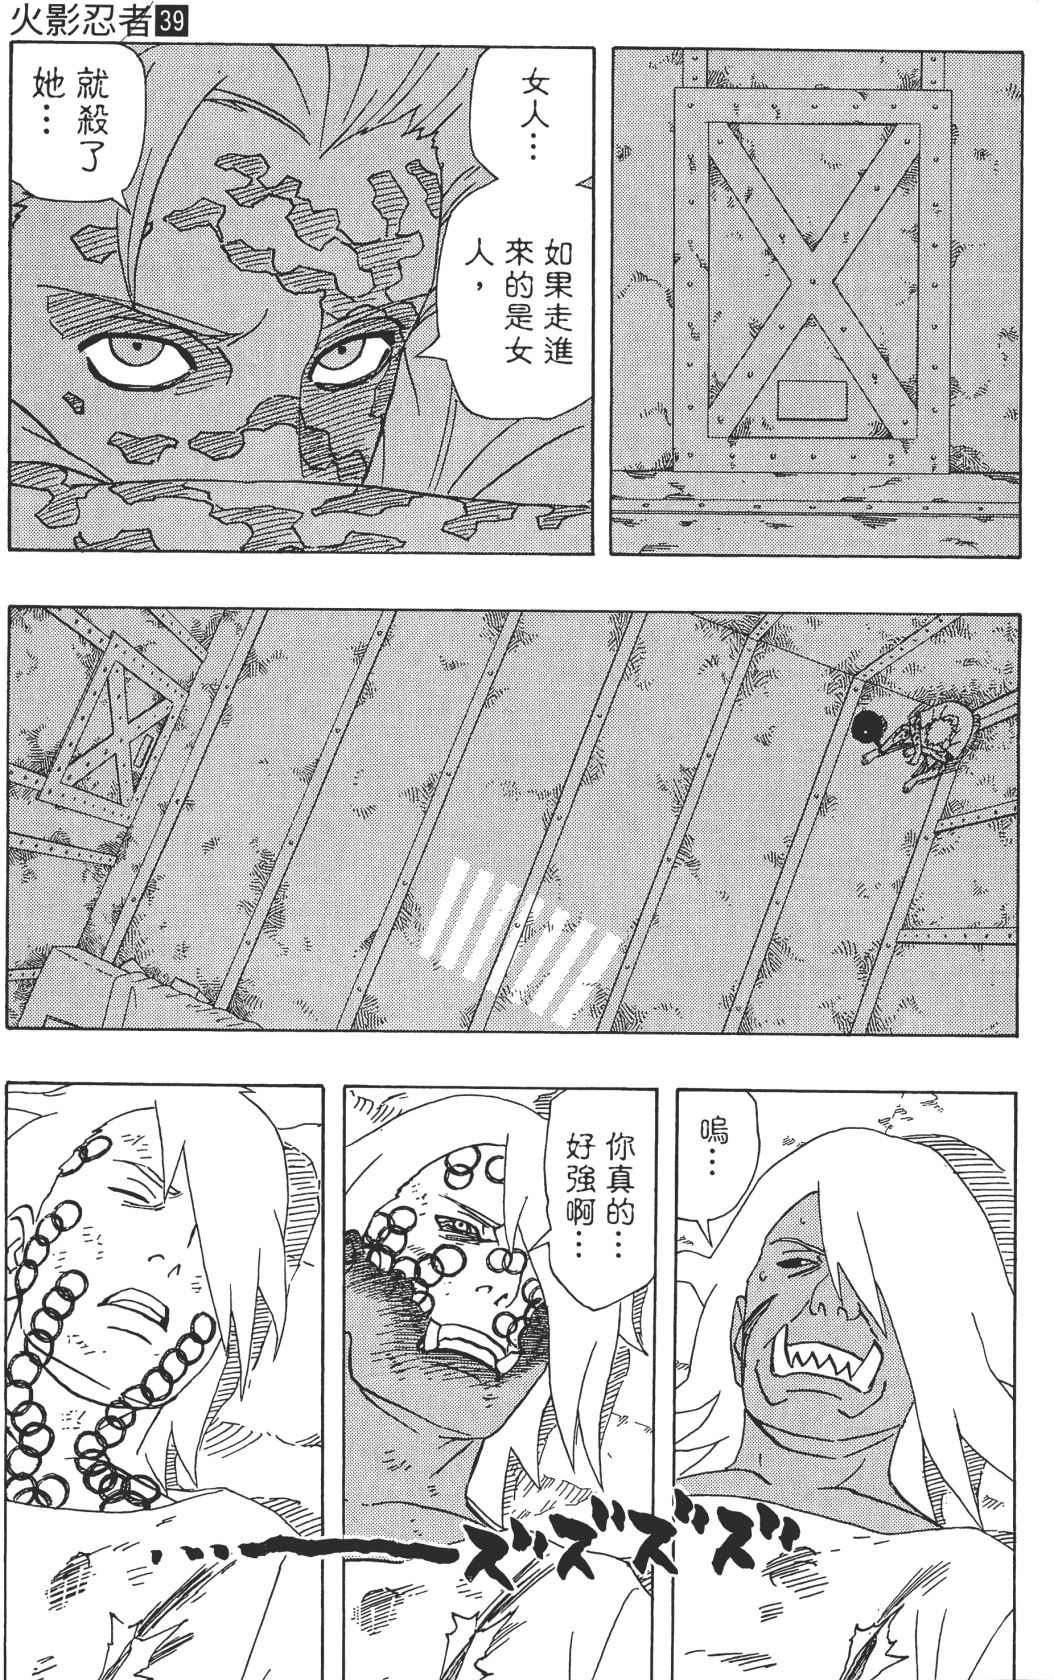 火影忍者39
女人…
如果走進
來的是女
人，
就殺了
她…
嗚…
你真的…
好強啊…
ズズズズ……